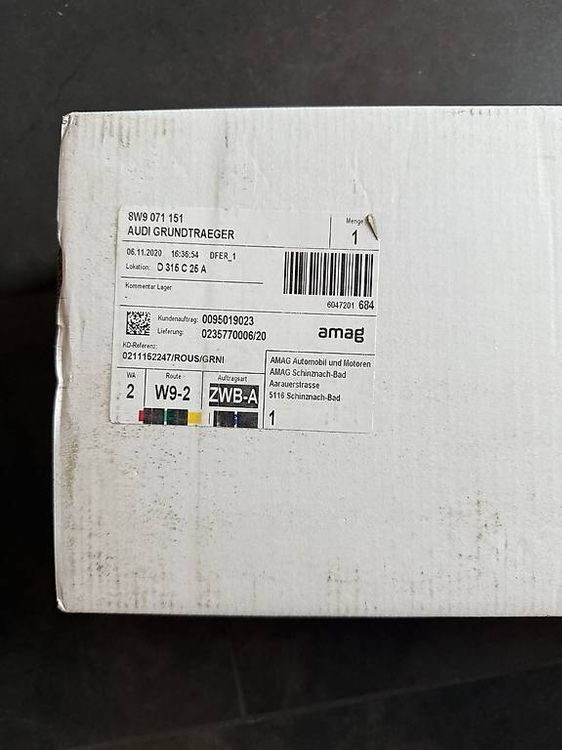 8W9 071 151
AUDI GRUNDTRAEGER
Menge
1
06.11.2020 16:36:54 DFER_1
Lokation: D 315 C 25 A
Kommentar Lager
-
6047201 684
Kundenauftrag: 0095019023
Lieferung: 0235770006/20
amag
KD-Referenz:
0211152247/ROUS/GRNI
AMAG Automobil und Motoren
AMAG Schinznach-Bad
Aarauerstrasse
5116 Schinznach-Bad
WA
2
Route
W9-2
Auftragsart
ZWB-A
1